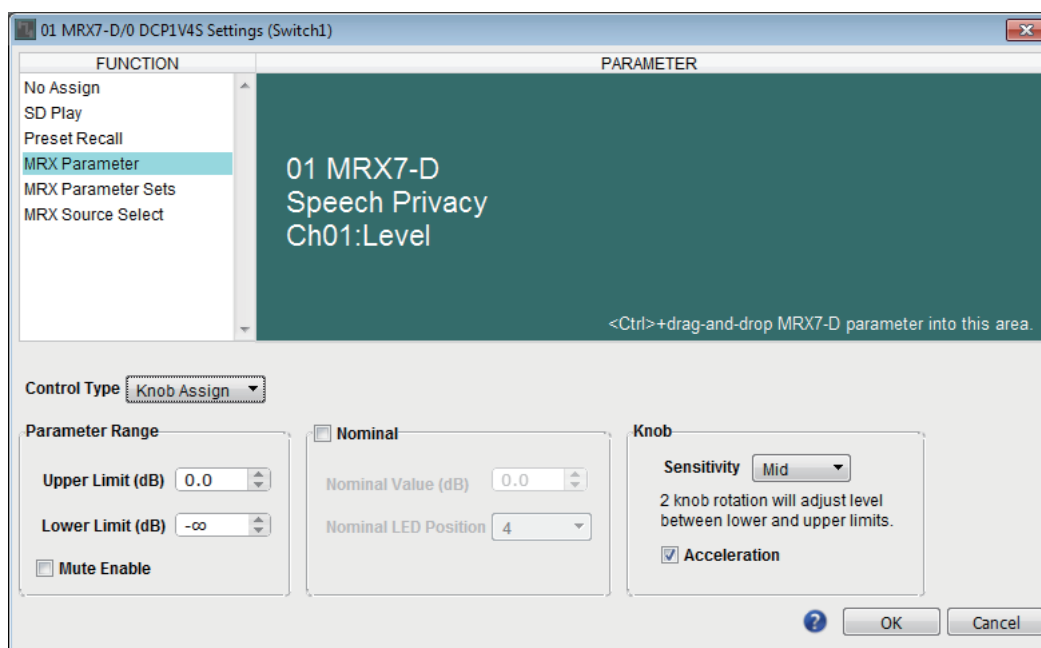 01 MRX7-D/0 DCP1V4S Settings (Switch1)
FUNCTION
PARAMETER
No Assign
SD Play
Preset Recall
MRX Parameter
MRX Parameter Sets
MRX Source Select
01 MRX7-D
Speech Privacy
Ch01:Level
<Ctrl>+drag-and-drop MRX7-D parameter into this area.
Control Type Knob Assign
Parameter Range
Upper Limit (dB) 0.0
Lower Limit (dB) -∞
Mute Enable
Nominal
Nominal Value (dB) 0.0
Nominal LED Position 4
Knob
Sensitivity Mid
2 knob rotation will adjust level
between lower and upper limits.
Acceleration
? OK Cancel